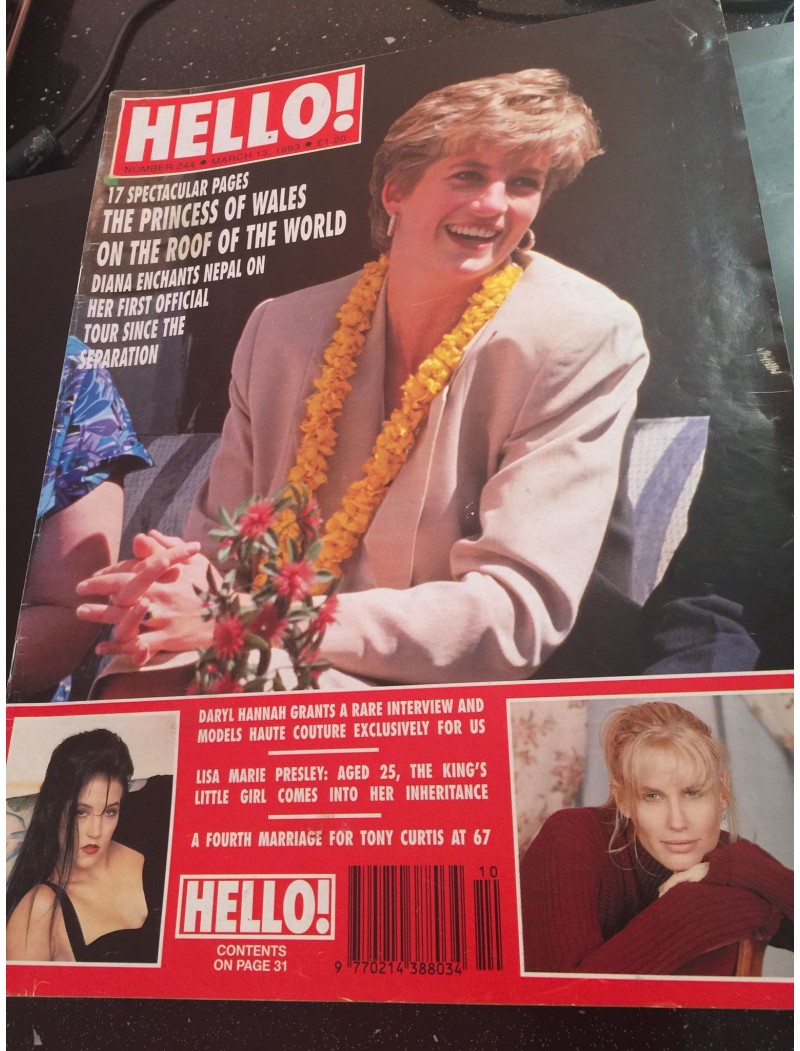 HELLO!
NUMBER 244 • MARCH 13, 1993 • £1.20
17 SPECTACULAR PAGES
THE PRINCESS OF WALES
ON THE ROOF OF THE WORLD
DIANA ENCHANTS NEPAL ON
HER FIRST OFFICIAL
TOUR SINCE THE
SEPARATION
DARYL HANNAH GRANTS A RARE INTERVIEW AND
MODELS HAUTE COUTURE EXCLUSIVELY FOR US
LISA MARIE PRESLEY: AGED 25, THE KING'S
LITTLE GIRL COMES INTO HER INHERITANCE
A FOURTH MARRIAGE FOR TONY CURTIS AT 67
HELLO!
CONTENTS
ON PAGE 31
10
9 770214 388034